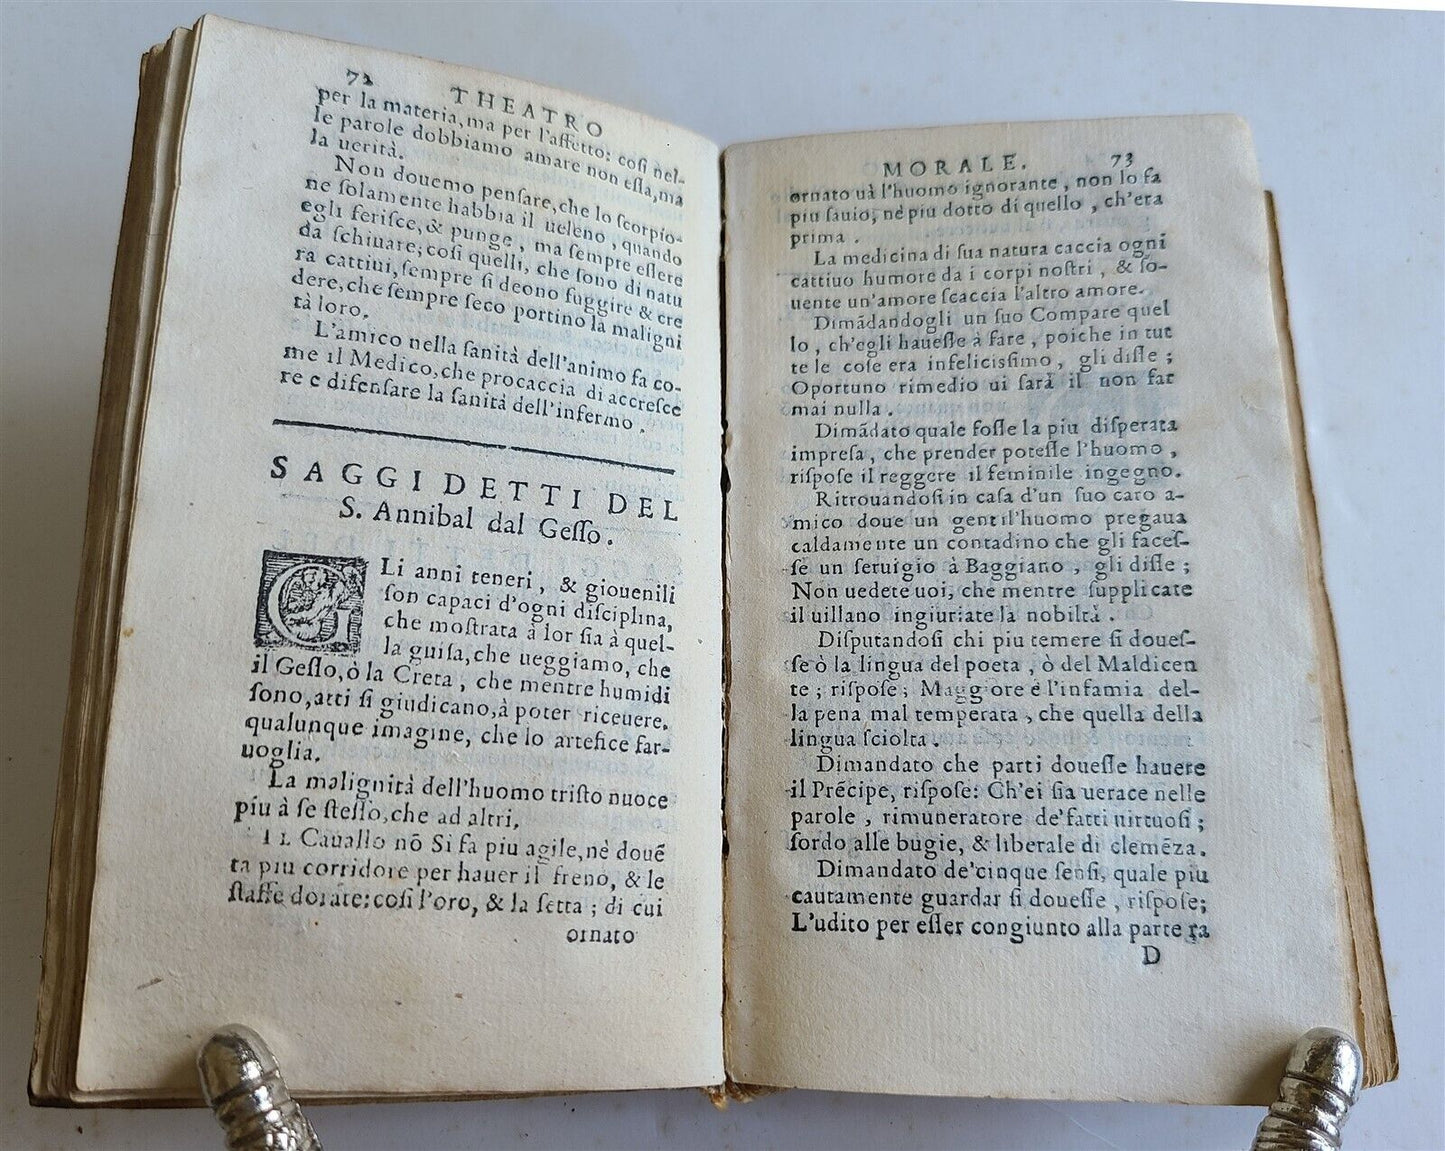 72 THEATRO
per la materia, ma per l'affetto: coſi nel-
le parole dobbiamo amare non eſſa, ma
la uerità.
Non douemo penſare, che lo ſcorpio-
ne ſolamente habbia il ueleno, quando
egli feriſce, & punge, ma ſempre eſſere
da ſchiuare; coſi quelli, che ſono di natu
ra cattiui, ſempre ſi deono fuggire & cre
dere, che ſempre ſeco portino la maligni
tà loro.
L'amico nella ſanità dell'animo fa co-
me il Medico, che procaccia di accreſce
re e difenſare la ſanità dell'infermo.
SAGGI DETTI DEL
S. Annibal dal Geſſo.
GLi anni teneri, & giouenili
ſon capaci d'ogni diſciplina,
che moſtrata à lor ſia à quel-
la guiſa, che ueggiamo, che
il Geſſo, ò la Creta, che mentre humidi
ſono, atti ſi giudicano, à poter riceuere.
qualunque imagine, che lo artefice far-
uoglia.
La malignità dell'huomo triſto nuoce
piu à ſe ſteſſo, che ad altri.
Il Cauallo nō Si fa piu agile, nè douē
ta piu corridore per hauer il freno, & le
ſtaffe dorate: coſi l'oro, & la ſetta; di cui
ornato
MORALE. 73
ornato uà l'huomo ignorante, non lo fa
piu ſauio, nè piu dotto di quello, ch'era
prima.
La medicina di ſua natura caccia ogni
cattiuo humore da i corpi noſtri, & ſo-
uente un'amore ſcaccia l'altro amore.
Dimādandogli un ſuo Compare quel
lo, ch'egli haueſſe à fare, poiche in tut
te le coſe era infeliciſſimo, gli diſſe;
Oportuno rimedio ui ſarà il non far
mai nulla.
Dimādato quale foſſe la piu diſperata
impreſa, che prender poteſſe l'huomo,
riſpoſe il reggere il feminile ingegno.
Ritrouandoſi in caſa d'un ſuo caro a-
mico doue un gentil'huomo pregaua
caldamente un contadino che gli faceſ-
ſe un ſeruigio à Baggiano, gli diſſe;
Non uedete uoi, che mentre ſupplicate
il uillano ingiuriate la nobiltà.
Diſputandoſi chi piu temere ſi doueſ-
ſe ò la lingua del poeta, ò del Maldicen
te; riſpoſe; Maggiore è l'infamia del-
la pena mal temperata, che quella della
lingua ſciolta.
Dimandato che parti doueſſe hauere
il Prēcipe, riſpoſe: Ch'ei ſia uerace nelle
parole, rimuneratore de'fatti uirtuoſi;
ſordo alle bugie, & liberale di clemēza.
Dimandato de'cinque ſenſi, quale piu
cautamente guardar ſi doueſſe, riſpoſe;
L'udito per eſſer congiunto alla parte ra
D